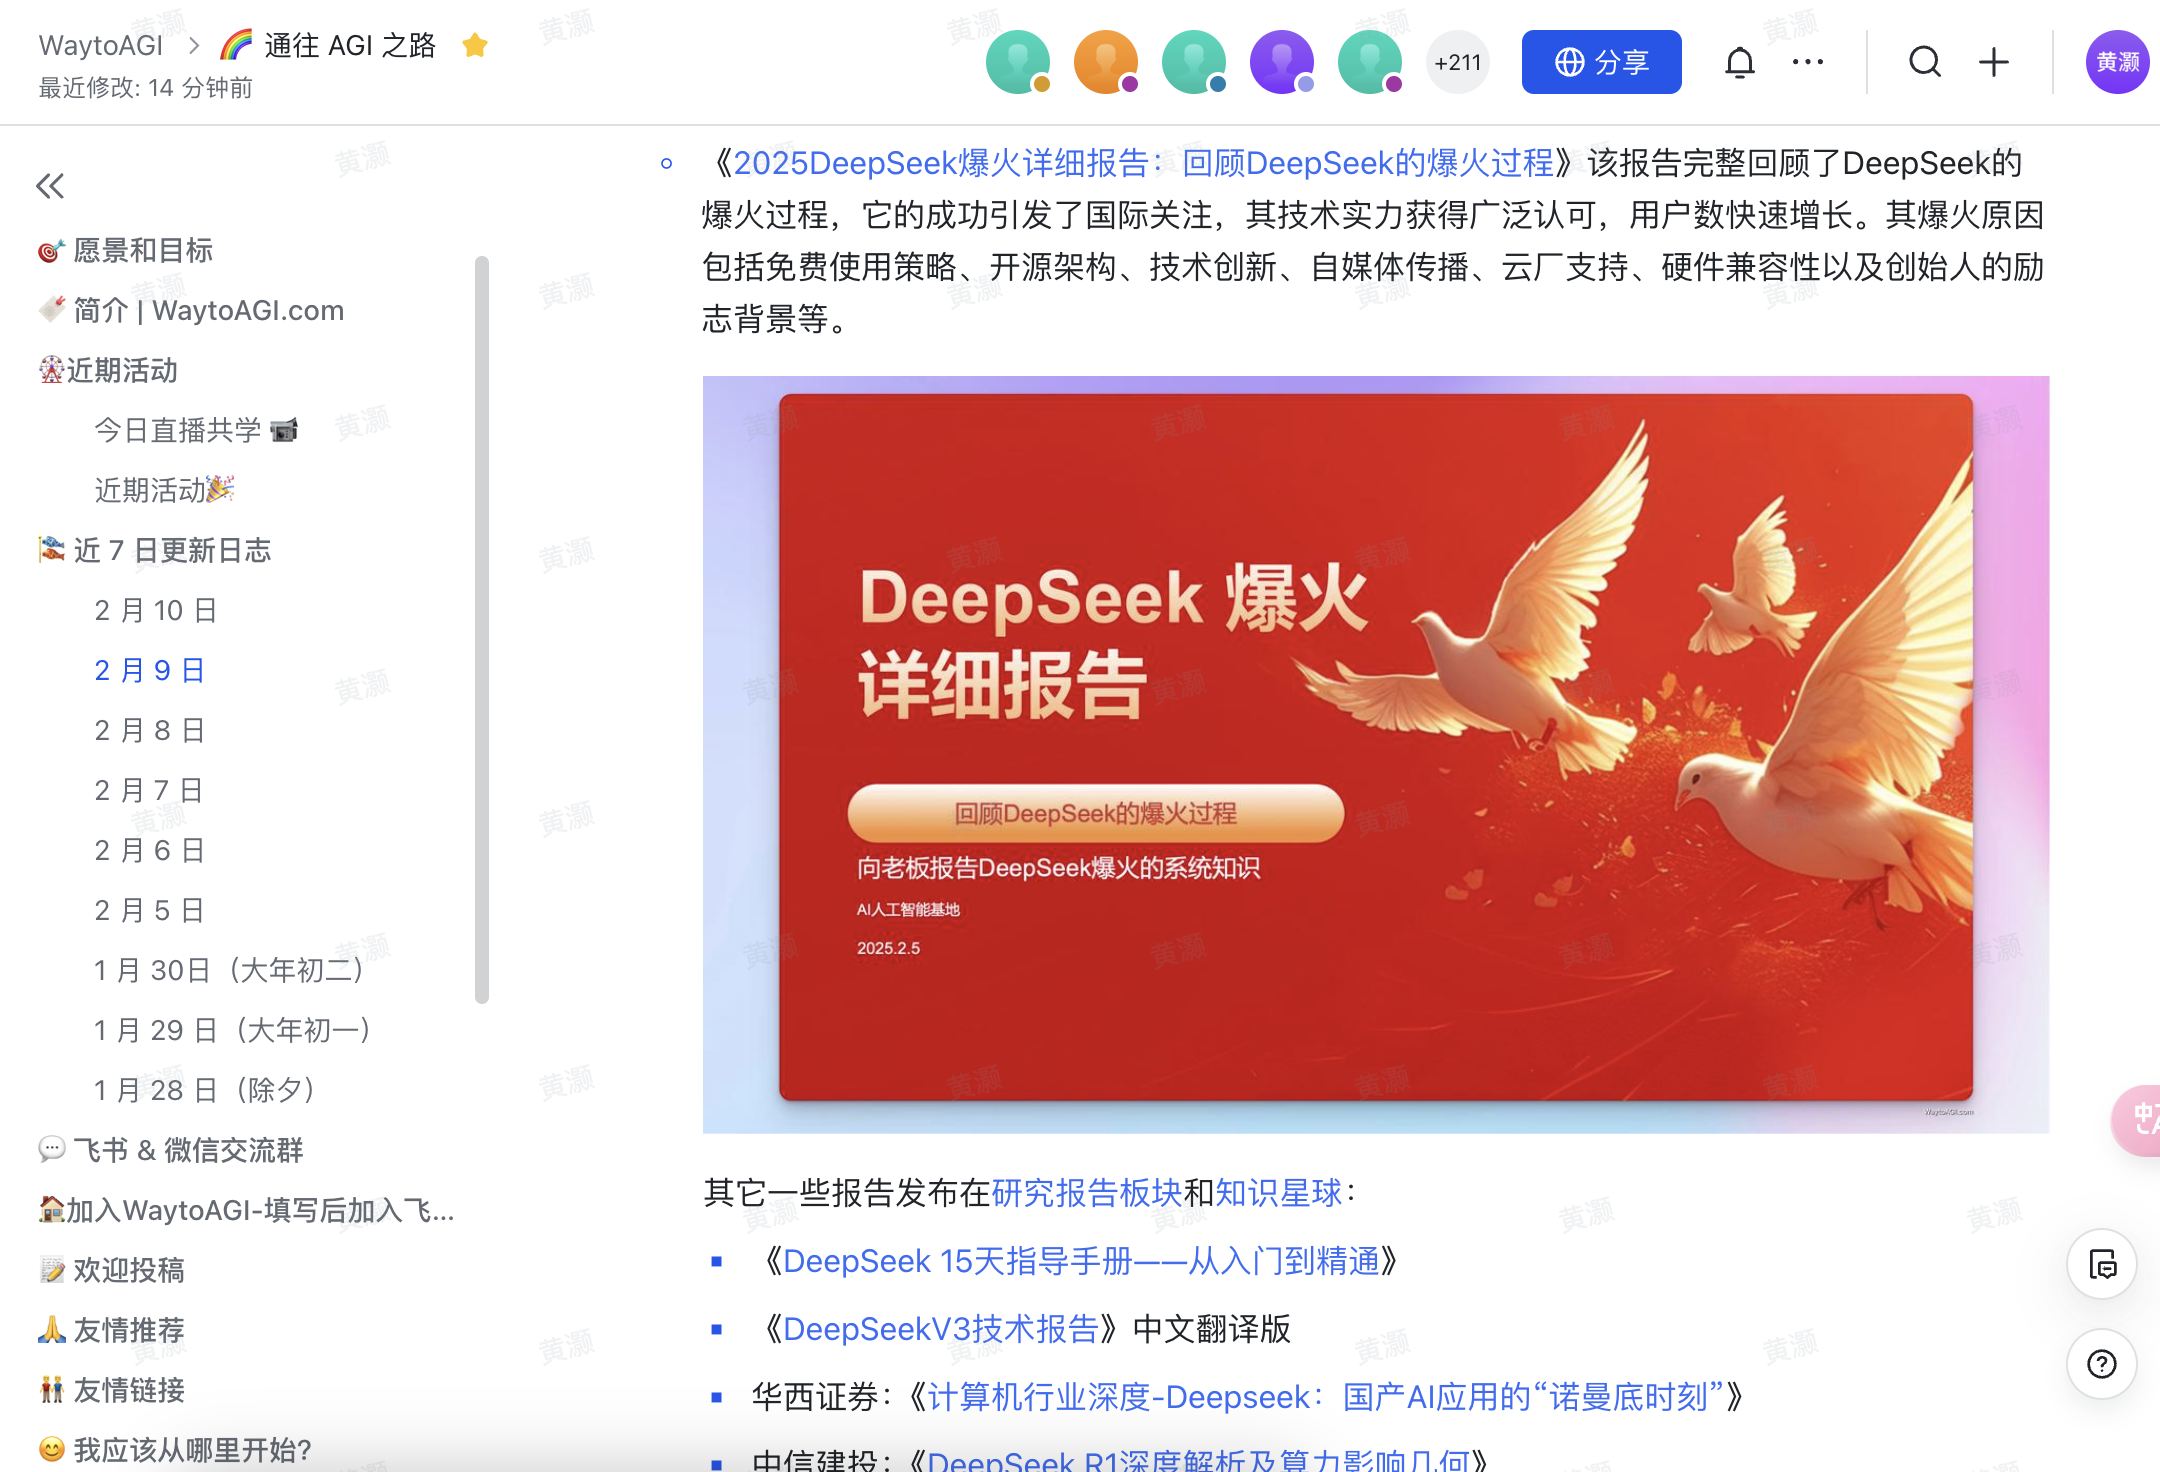 WaytoAGI > 通往 AGI 之路
最近修改: 14 分钟前
+211
分享
黄灏
愿景和目标
简介 | WaytoAGI.com
近期活动
今日直播共学
近期活动
近 7 日更新日志
2 月 10 日
2 月 9 日
2 月 8 日
2 月 7 日
2 月 6 日
2 月 5 日
1 月 30日（大年初二）
1 月 29 日（大年初一）
1 月 28 日（除夕）
飞书 & 微信交流群
加入WaytoAGI-填写后加入飞...
欢迎投稿
友情推荐
友情链接
我应该从哪里开始?
《2025DeepSeek爆火详细报告：回顾DeepSeek的爆火过程》该报告完整回顾了DeepSeek的
爆火过程，它的成功引发了国际关注，其技术实力获得广泛认可，用户数快速增长。其爆火原因
包括免费使用策略、开源架构、技术创新、自媒体传播、云厂支持、硬件兼容性以及创始人的励
志背景等。
DeepSeek 爆火
详细报告
回顾DeepSeek的爆火过程
向老板报告DeepSeek爆火的系统知识
AI人工智能基地
2025.2.5
WaytoAGI.com
其它一些报告发布在研究报告板块和知识星球：
《DeepSeek 15天指导手册——从入门到精通》
《DeepSeekV3技术报告》中文翻译版
华西证券：《计算机行业深度-Deepseek：国产AI应用的“诺曼底时刻”》
中信建投：《DeepSeek R1深度解析及算力影响几何》